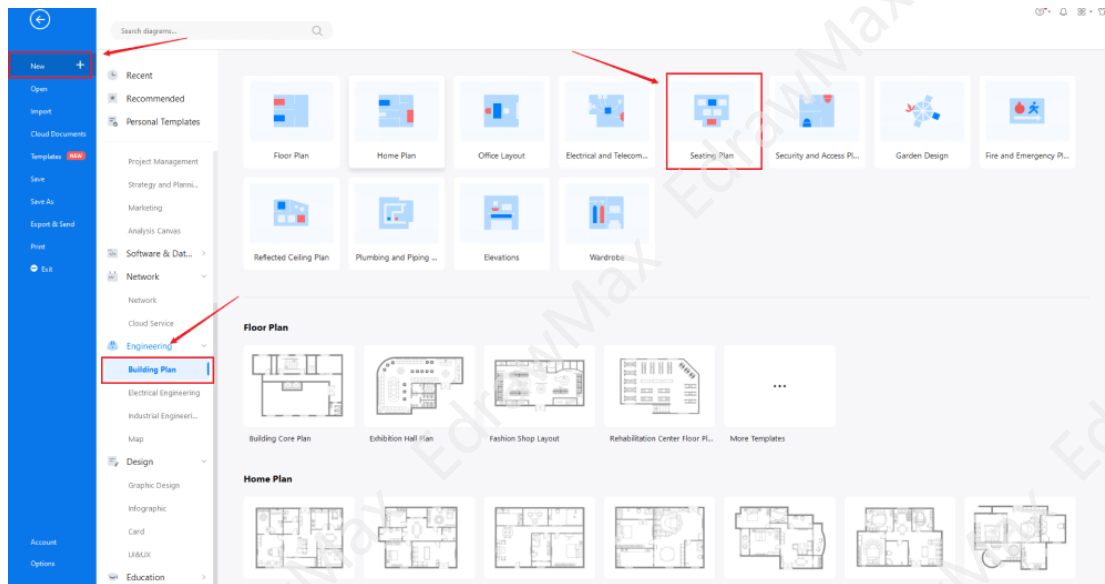 Search diagrams...
New +
Open
Import
Cloud Documents
Templates NEW
Save
Save As
Export & Send
Print
Exit
Account
Options
Recent
Recommended
Personal Templates
Project Management
Strategy and Planni...
Marketing
Analysis Canvas
Software & Dat...
Network
Network
Cloud Service
Engineering
Building Plan
Electrical Engineering
Industrial Engineeri...
Map
Design
Graphic Design
Infographic
Card
UI&UX
Education
Floor Plan
Home Plan
Office Layout
Electrical and Telecom...
Seating Plan
Security and Access Pl...
Garden Design
Fire and Emergency Pl...
Reflected Ceiling Plan
Plumbing and Piping ...
Elevations
Wardrobe
Floor Plan
Building Core Plan
Exhibition Hall Plan
Fashion Shop Layout
Rehabilitation Center Floor Pl...
...
More Templates
Home Plan
EdrawMax
EdrawMax
EdrawMax